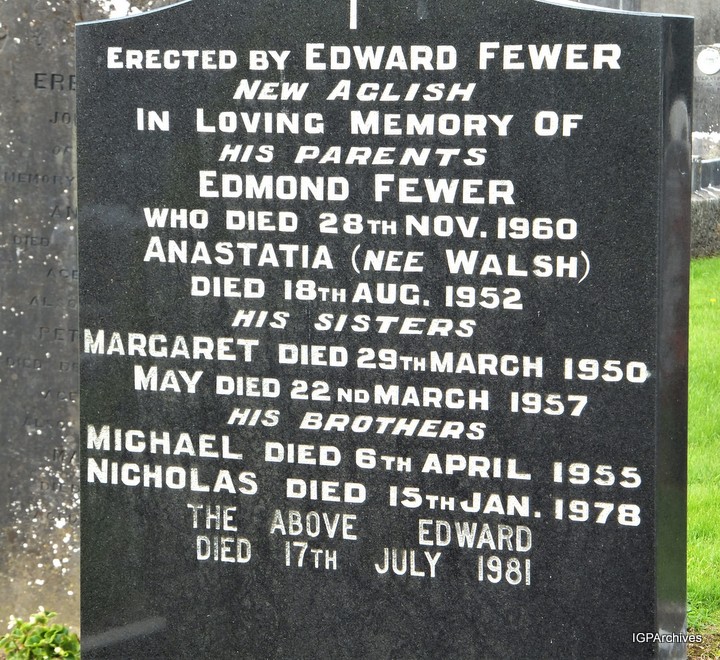 ERECTED BY EDWARD FEWER
NEW AGLISH
IN LOVING MEMORY OF
HIS PARENTS
EDMOND FEWER
WHO DIED 28TH NOV. 1960
ANASTATIA (NEE WALSH)
DIED 18TH AUG. 1952
HIS SISTERS
MARGARET DIED 29TH MARCH 1950
MAY DIED 22ND MARCH 1957
HIS BROTHERS
MICHAEL DIED 6TH APRIL 1955
NICHOLAS DIED 15TH JAN. 1978
THE ABOVE EDWARD
DIED 17TH JULY 1981
IGPArchives